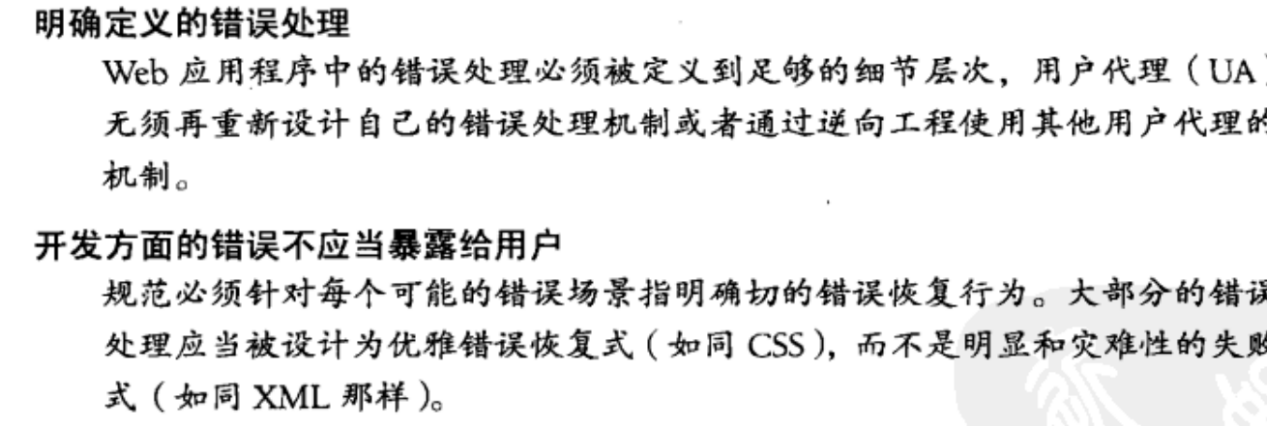 明确定义的错误处理
Web 应用程序中的错误处理必须被定义到足够的细节层次，用户代理（UA）
无须再重新设计自己的错误处理机制或者通过逆向工程使用其他用户代理的
机制。
开发方面的错误不应当暴露给用户
规范必须针对每个可能的错误场景指明确切的错误恢复行为。大部分的错误
处理应当被设计为优雅错误恢复式（如同 CSS），而不是明显和灾难性的失败
式（如同 XML 那样）。